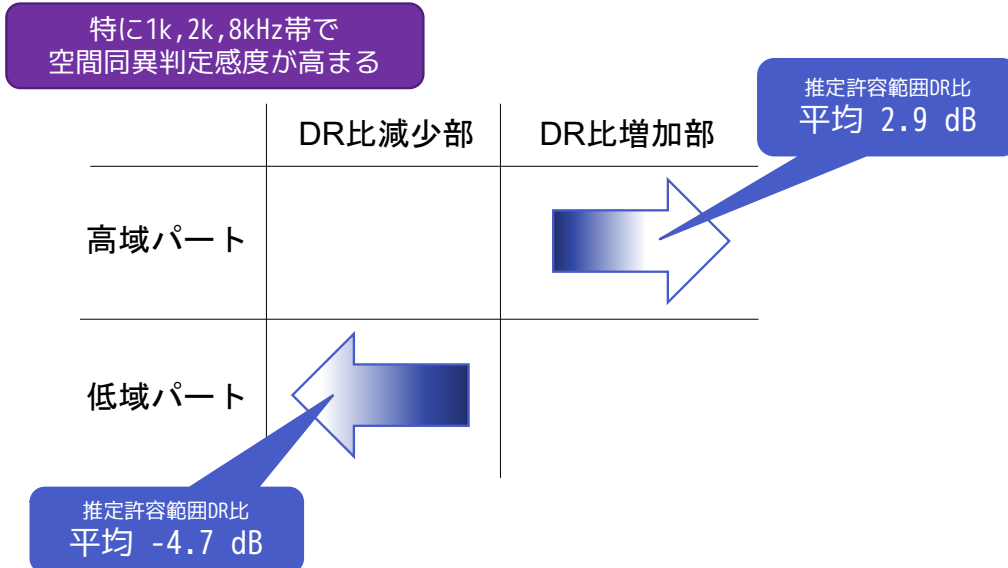 特に1k,2k,8kHz帯で
空間同異判定感度が高まる
推定許容範囲DR比
平均 2.9 dB
DR比減少部
DR比増加部
高域パート
低域パート
推定許容範囲DR比
平均 -4.7 dB